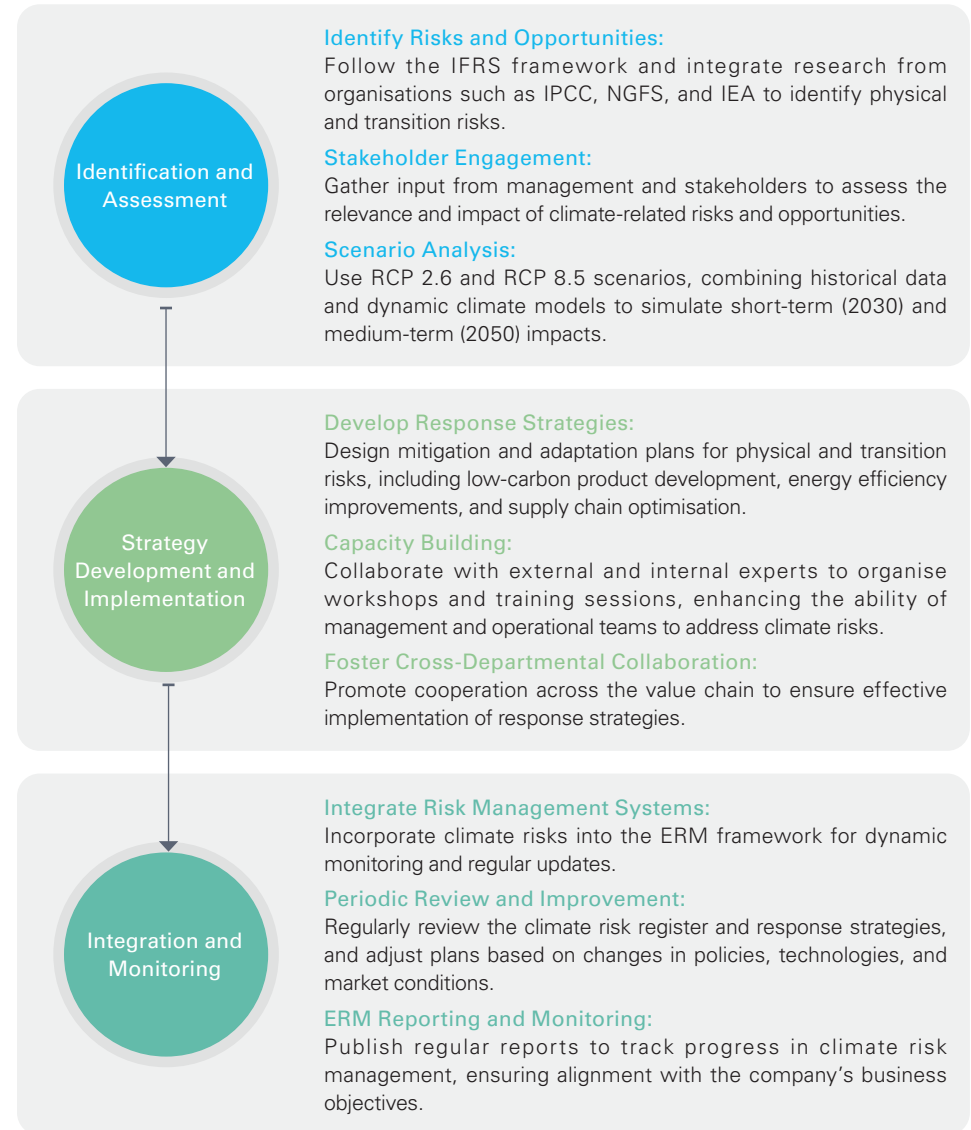 Identification and
Assessment
Identify Risks and Opportunities:
Follow the IFRS framework and integrate research from
organisations such as IPCC, NGFS, and IEA to identify physical
and transition risks.
Stakeholder Engagement:
Gather input from management and stakeholders to assess the
relevance and impact of climate-related risks and opportunities.
Scenario Analysis:
Use RCP 2.6 and RCP 8.5 scenarios, combining historical data
and dynamic climate models to simulate short-term (2030) and
medium-term (2050) impacts.
Strategy
Development and
Implementation
Develop Response Strategies:
Design mitigation and adaptation plans for physical and transition
risks, including low-carbon product development, energy efficiency
improvements, and supply chain optimisation.
Capacity Building:
Collaborate with external and internal experts to organise
workshops and training sessions, enhancing the ability of
management and operational teams to address climate risks.
Foster Cross-Departmental Collaboration:
Promote cooperation across the value chain to ensure effective
implementation of response strategies.
Integration and
Monitoring
Integrate Risk Management Systems:
Incorporate climate risks into the ERM framework for dynamic
monitoring and regular updates.
Periodic Review and Improvement:
Regularly review the climate risk register and response strategies,
and adjust plans based on changes in policies, technologies, and
market conditions.
ERM Reporting and Monitoring:
Publish regular reports to track progress in climate risk
management, ensuring alignment with the company's business
objectives.